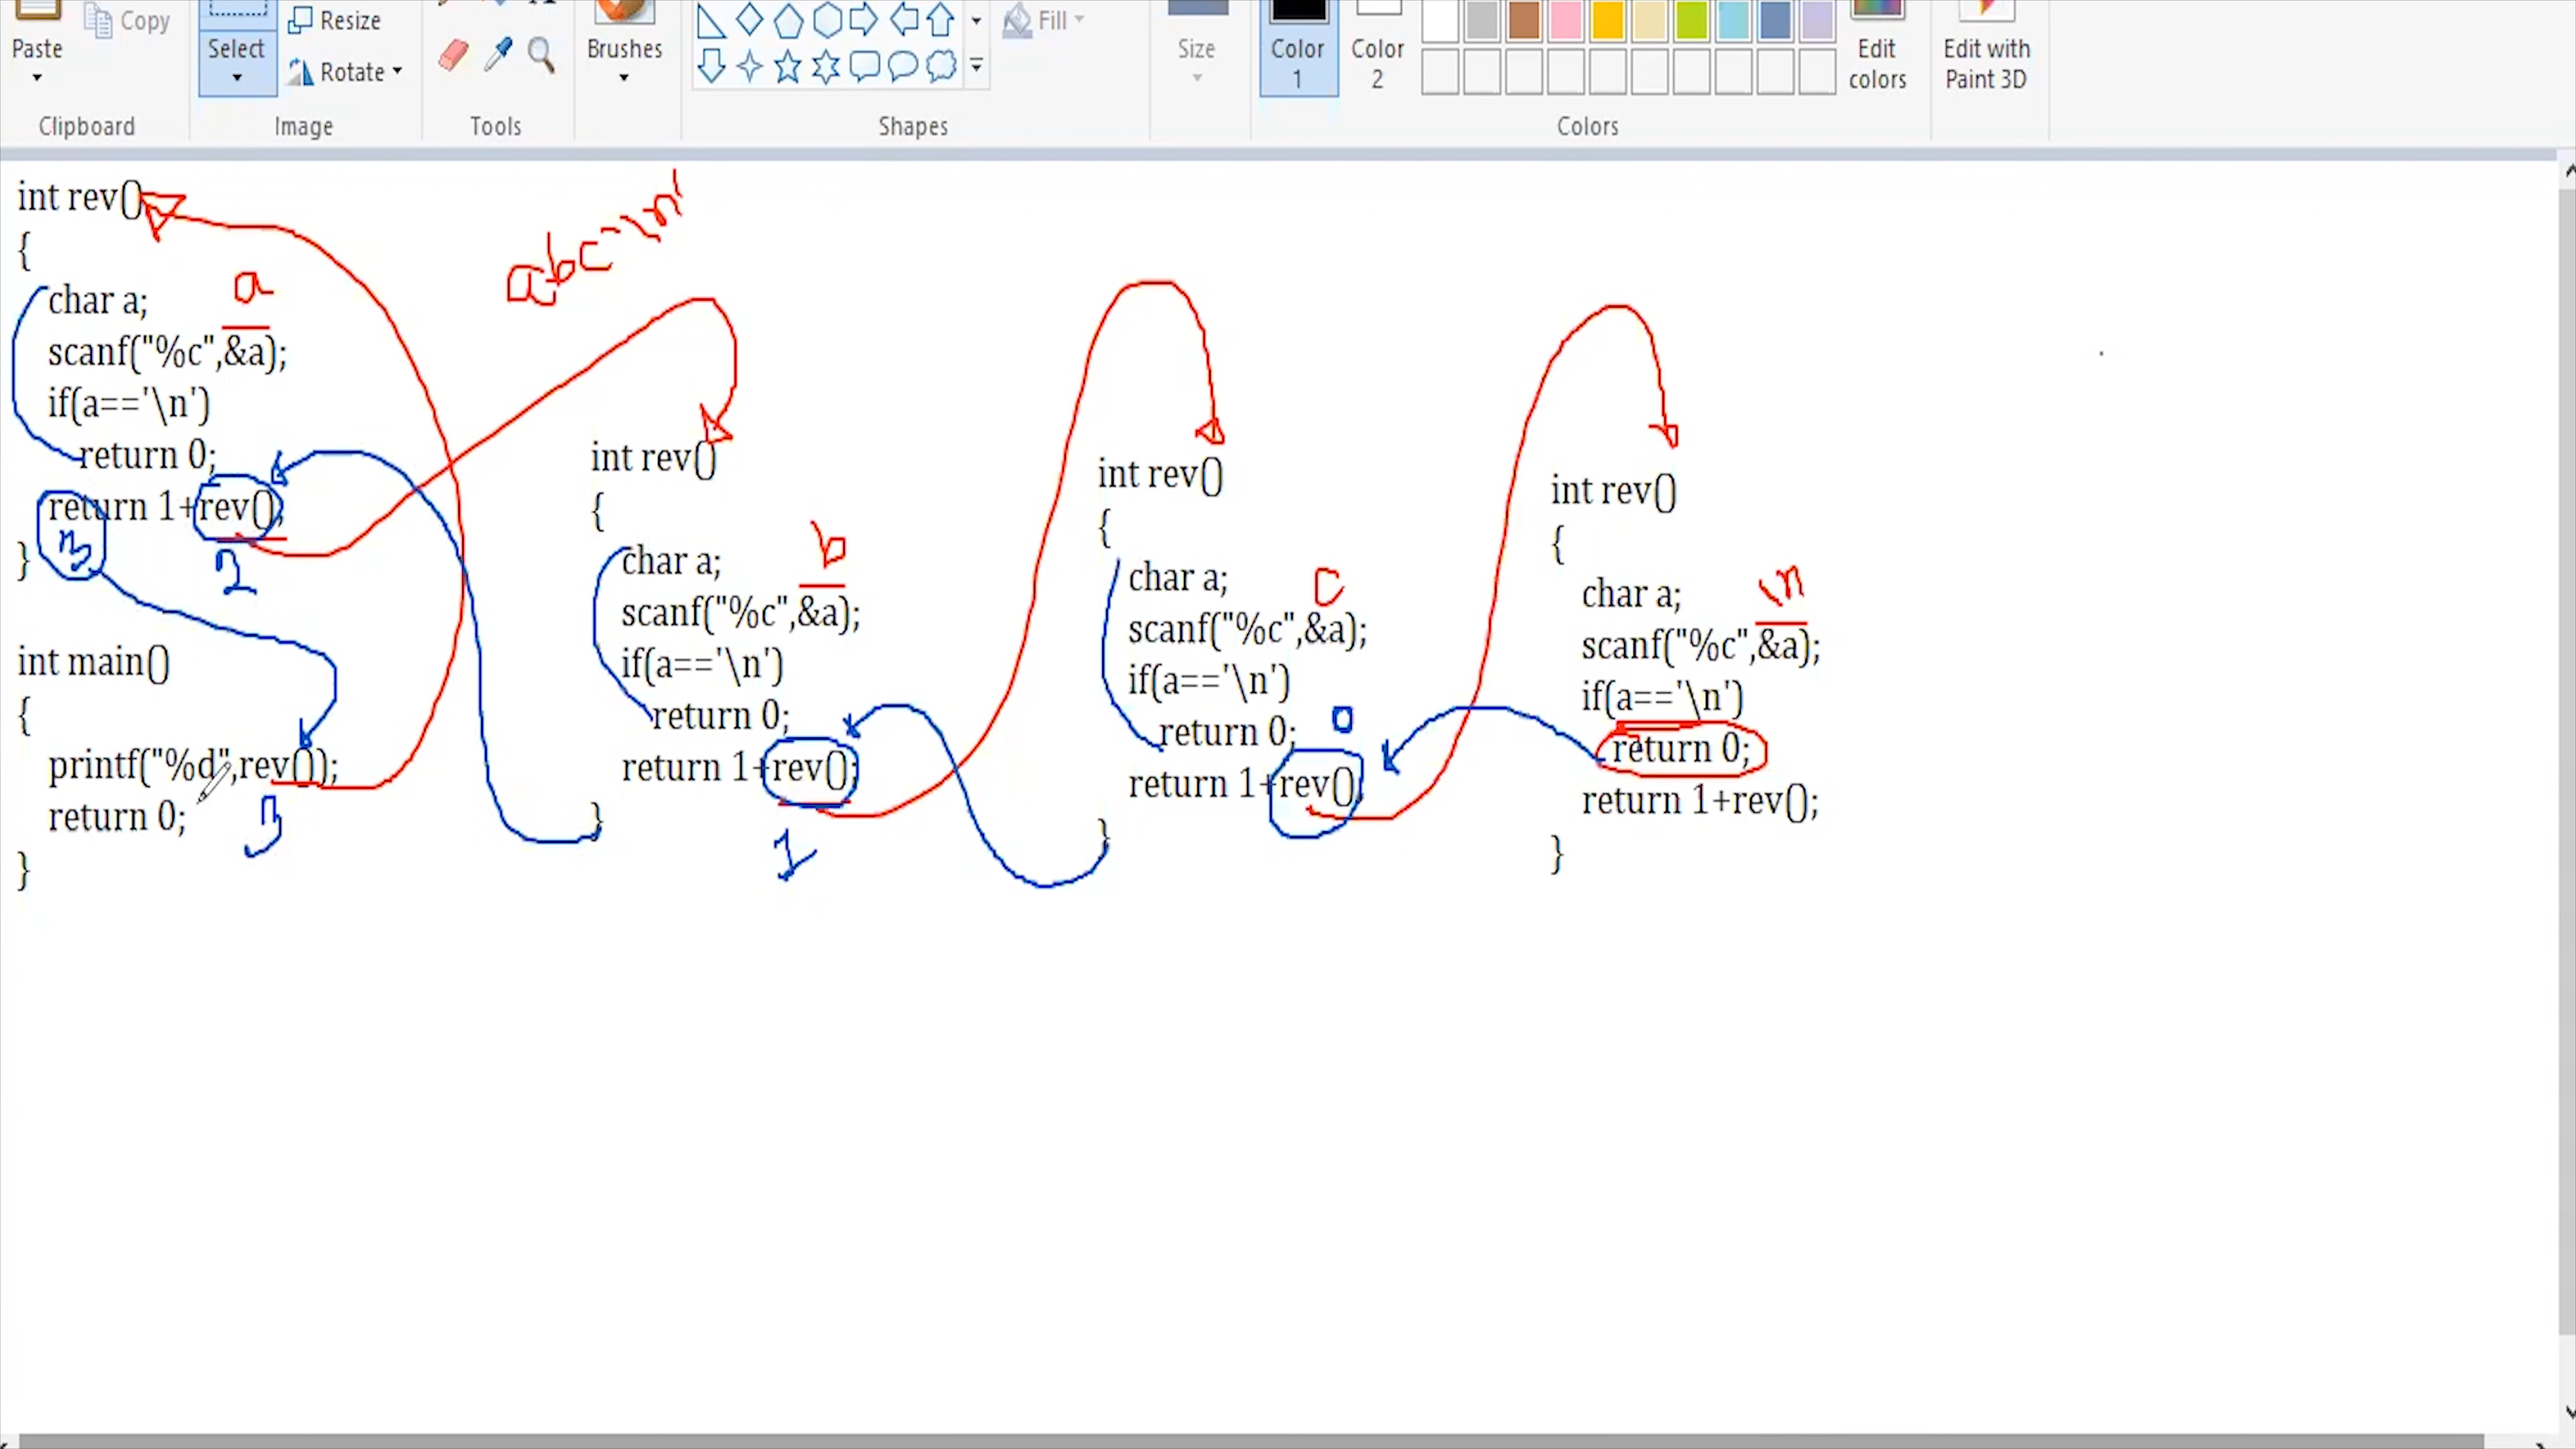 Paste
Copy
Select
Resize
Rotate
Brushes
Fill
Size
Color 1
Color 2
Edit colors
Edit with Paint 3D
Clipboard
Image
Tools
Shapes
Colors
abc '\n'
int rev()
{
a
char a;
scanf("%c",&a);
if(a=='\n')
return 0;
return 1+rev();
}
3
2
int main()
{
printf("%d",rev());
return 0;
}
3
int rev()
{
b
char a;
scanf("%c",&a);
if(a=='\n')
return 0;
return 1+rev();
}
1
int rev()
{
c
char a;
scanf("%c",&a);
if(a=='\n')
return 0;
0
return 1+rev()
}
int rev()
{
\n
char a;
scanf("%c",&a);
if(a=='\n')
return 0;
return 1+rev();
}